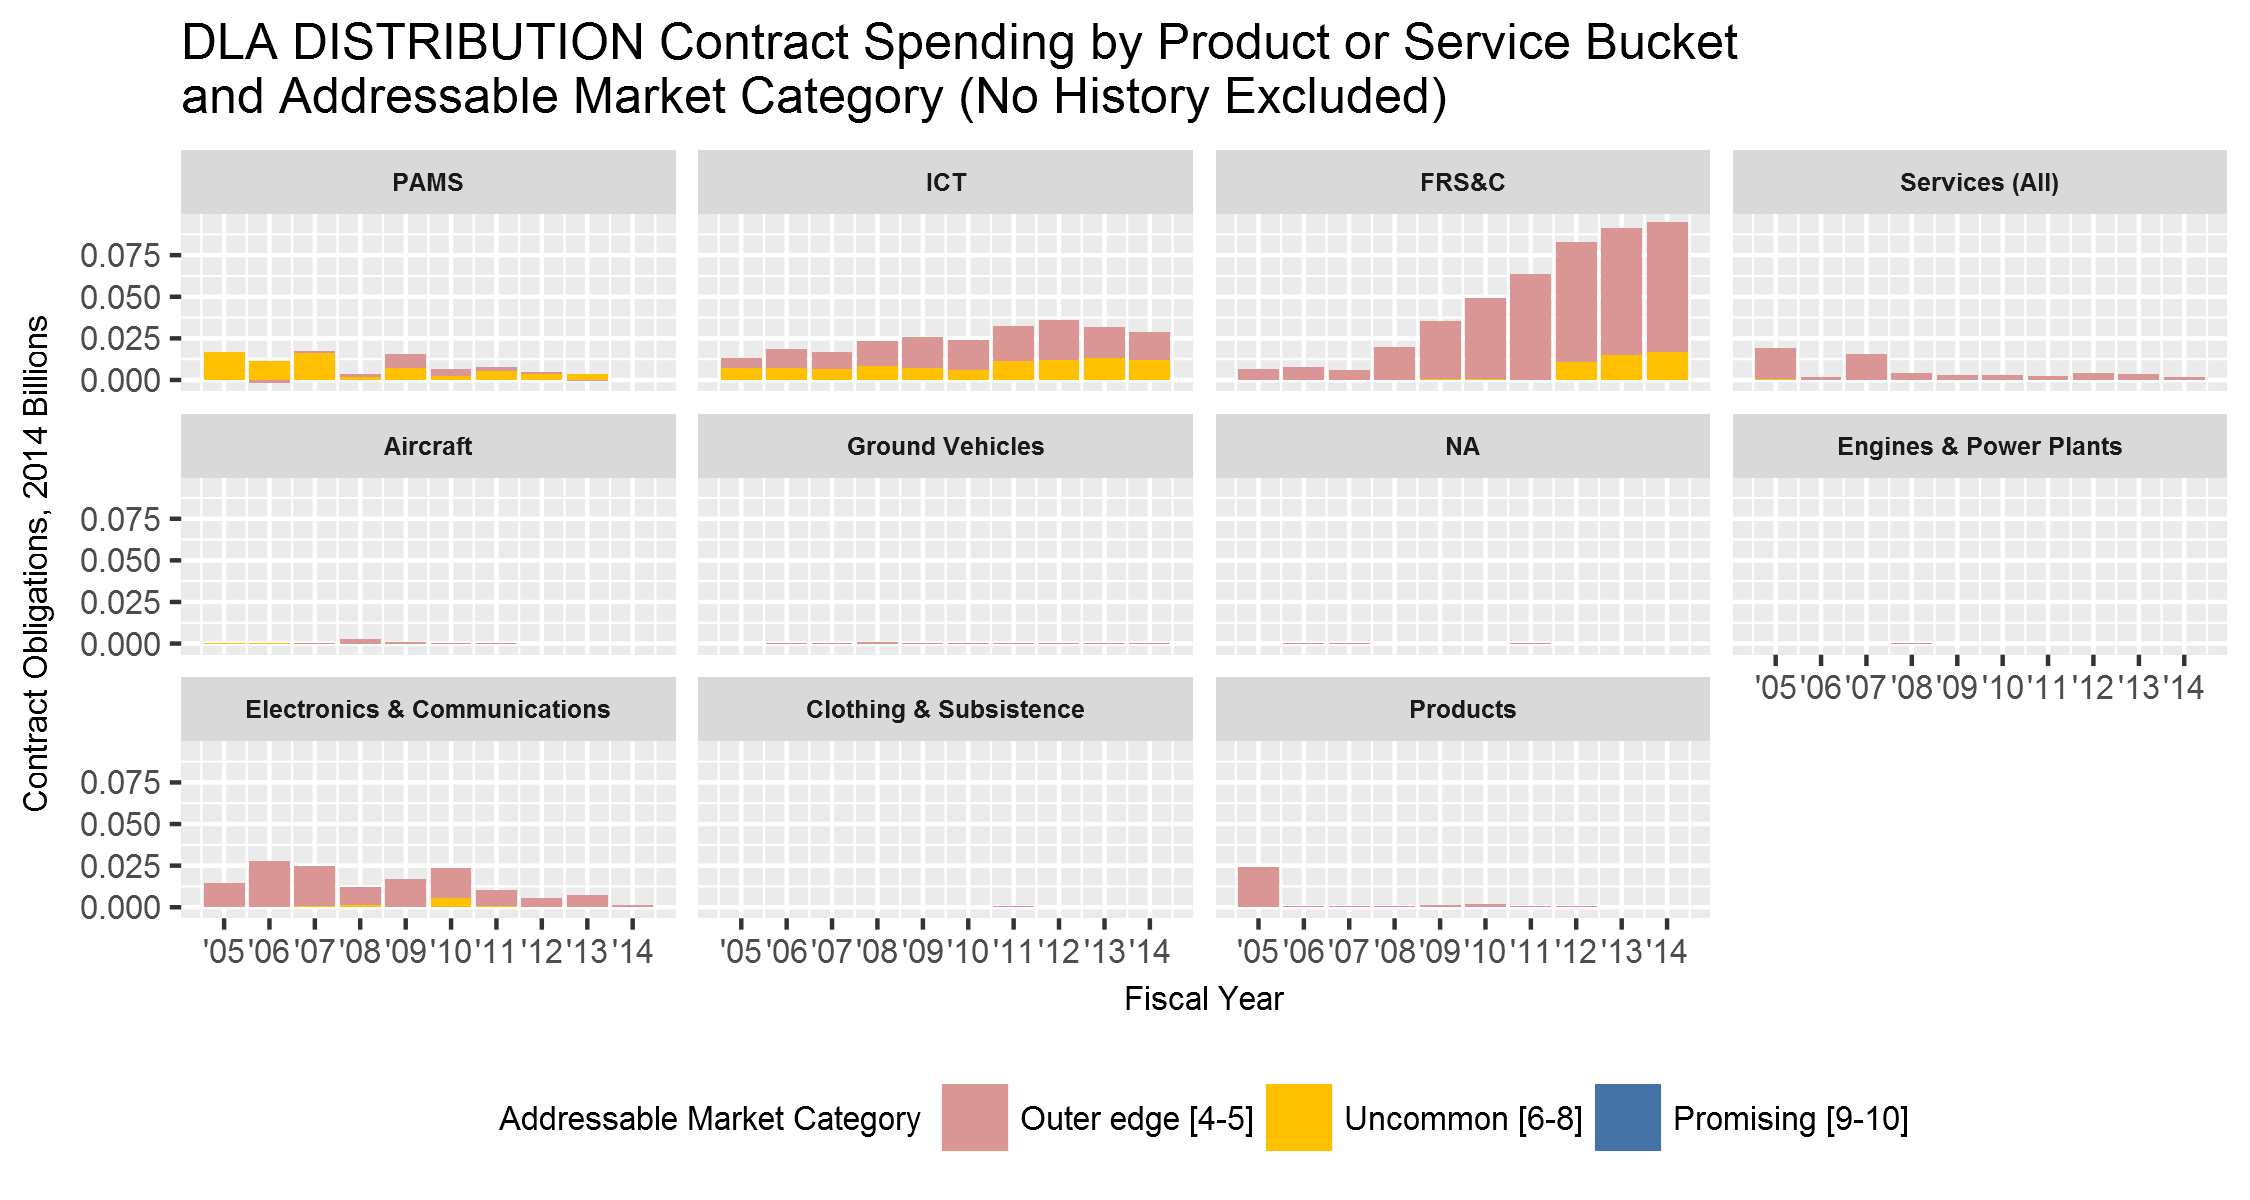 DLA DISTRIBUTION Contract Spending by Product or Service Bucket
and Addressable Market Category (No History Excluded)
Contract Obligations, 2014 Billions
PAMS
ICT
FRS&C
Services (All)
0.075
0.050
0.025
0.000
Aircraft
Ground Vehicles
NA
Engines & Power Plants
0.075
0.050
0.025
0.000
'05 '06 '07 '08 '09 '10 '11 '12 '13 '14
Electronics & Communications
Clothing & Subsistence
Products
0.075
0.050
0.025
0.000
'05 '06 '07 '08 '09 '10 '11 '12 '13 '14
'05 '06 '07 '08 '09 '10 '11 '12 '13 '14
'05 '06 '07 '08 '09 '10 '11 '12 '13 '14
Fiscal Year
Addressable Market Category
Outer edge [4-5]
Uncommon [6-8]
Promising [9-10]